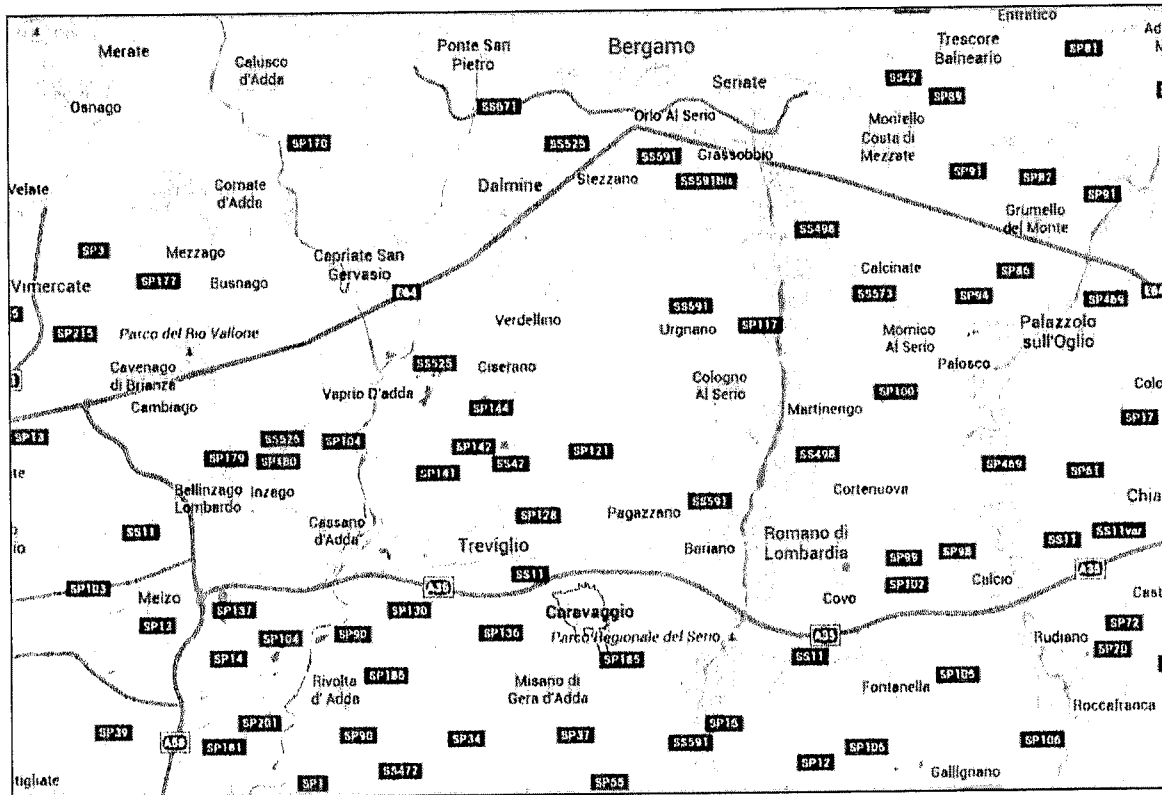 Merate
Osnago
Calusco
d'Adda
Ponte San
Pietro
Bergamo
Seriate
Entratico
Trescore
Balneario
SP81
SS42
SP89
SS671
Orio Al Serio
Montello
Costa di
Mezzate
SP170
SS525
SS591
Grassobbio
SS591Bis
Dalmine
Stezzano
SP91
SP82
SP91
Velate
Cornate
d'Adda
Grumello
del Monte
SS498
SP3
Mezzago
Capriate San
Gervasio
Calcinate
SP86
Vimercate
SP177
Busnago
E64
SS573
SP94
SP469
SP215
Parco del Rio Vallone
Verdellino
SS591
Urgnano
SP117
Mornico
Al Serio
Palazzolo
sull'Oglio
Cavenago
di Brianza
SS525
Ciserano
Palosco
Cambiago
Vaprio D'adda
Cologno
Al Serio
SP100
SP144
Martinengo
SP17
SP13
SS525
SP104
SP142
SP121
SP179
SP180
SP141
SS42
SS498
SP469
SP61
Bellinzago
Lombardo
Inzago
Cortenuova
Chia
SS591
Pagazzano
SP128
Cassano
d'Adda
SS11
Treviglio
Bariano
Romano di
Lombardia
SS11
SS11var
SP98
SP98
SP102
SP103
SS11
A35
A35
Melzo
SP137
SP130
Caravaggio
Covo
Calcio
SP13
SP104
SP90
SP136
Parco Regionale del Serio
A35
Rudiano
SP72
SP20
SP14
SP185
SS11
Rivolta
d' Adda
SP185
Misano di
Gera d'Adda
Fontanella
SP105
Roccafranca
SP39
A58
SP161
SP201
SP90
SP34
SP37
SS591
SP15
SP106
SP106
SP12
SP1
SS472
SP55
Gallignano